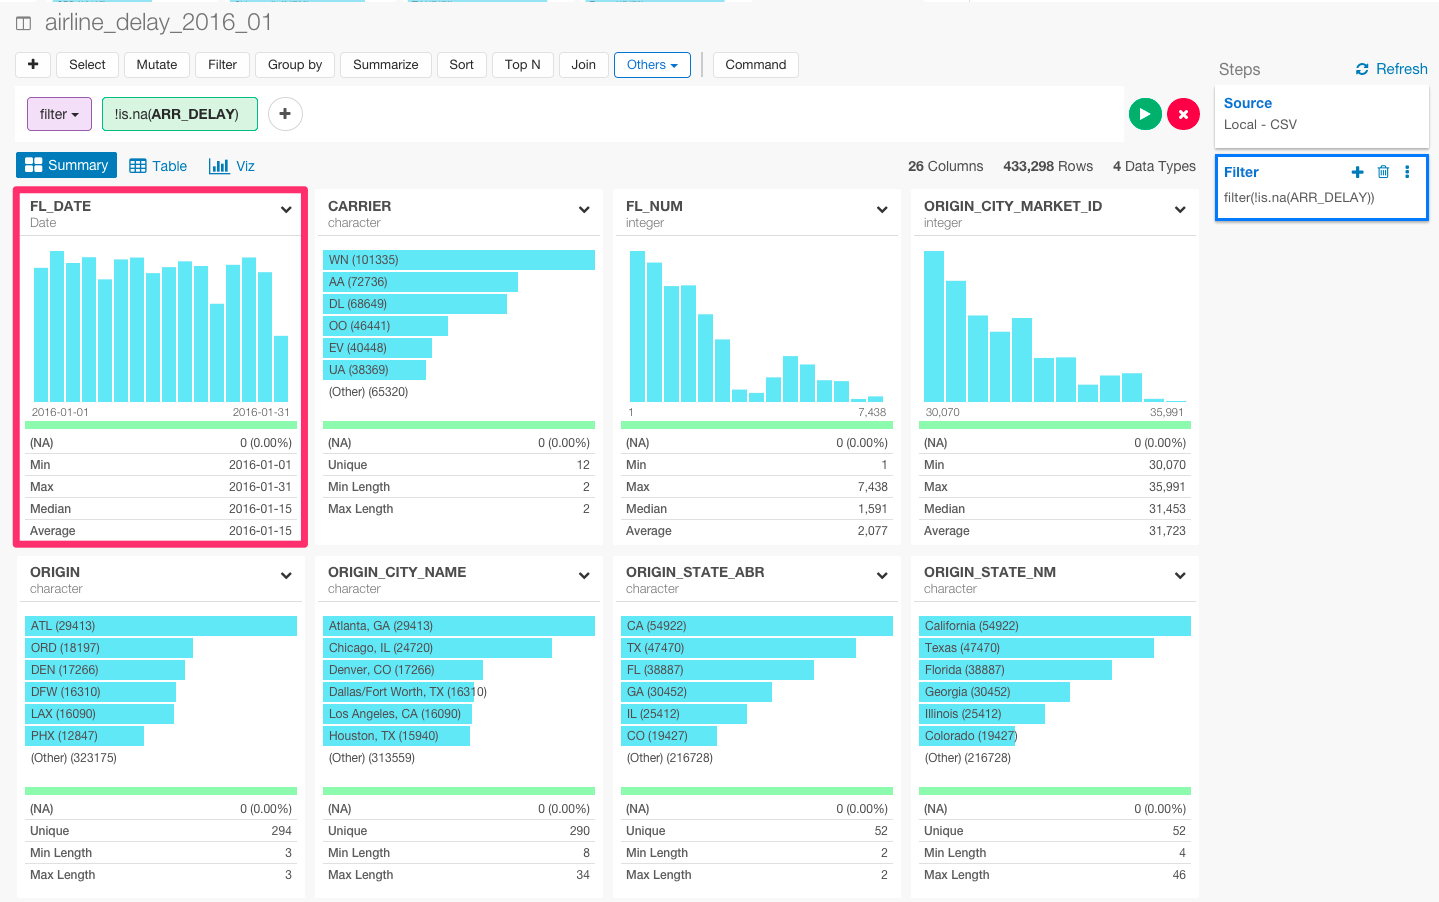 airline_delay_2016_01
+ Select Mutate Filter Group by Summarize Sort Top N Join Others Command
Steps Refresh
filter !is.na(ARR_DELAY) +
Source
Local - CSV
Summary Table Viz 26 Columns 433,298 Rows 4 Data Types
Filter
filter(!is.na(ARR_DELAY))
FL_DATE
Date
2016-01-01 2016-01-31
(NA) 0 (0.00%)
Min 2016-01-01
Max 2016-01-31
Median 2016-01-15
Average 2016-01-15
CARRIER
character
WN (101335)
AA (72736)
DL (68649)
OO (46441)
EV (40448)
UA (38369)
(Other) (65320)
(NA) 0 (0.00%)
Unique 12
Min Length 2
Max Length 2
FL_NUM
integer
1 7,438
(NA) 0 (0.00%)
Min 1
Max 7,438
Median 1,591
Average 2,077
ORIGIN_CITY_MARKET_ID
integer
30,070 35,991
(NA) 0 (0.00%)
Min 30,070
Max 35,991
Median 31,453
Average 31,723
ORIGIN
character
ATL (29413)
ORD (18197)
DEN (17266)
DFW (16310)
LAX (16090)
PHX (12847)
(Other) (323175)
(NA) 0 (0.00%)
Unique 294
Min Length 3
Max Length 3
ORIGIN_CITY_NAME
character
Atlanta, GA (29413)
Chicago, IL (24720)
Denver, CO (17266)
Dallas/Fort Worth, TX (16310)
Los Angeles, CA (16090)
Houston, TX (15940)
(Other) (313559)
(NA) 0 (0.00%)
Unique 290
Min Length 8
Max Length 34
ORIGIN_STATE_ABR
character
CA (54922)
TX (47470)
FL (38887)
GA (30452)
IL (25412)
CO (19427)
(Other) (216728)
(NA) 0 (0.00%)
Unique 52
Min Length 2
Max Length 2
ORIGIN_STATE_NM
character
California (54922)
Texas (47470)
Florida (38887)
Georgia (30452)
Illinois (25412)
Colorado (19427)
(Other) (216728)
(NA) 0 (0.00%)
Unique 52
Min Length 4
Max Length 46